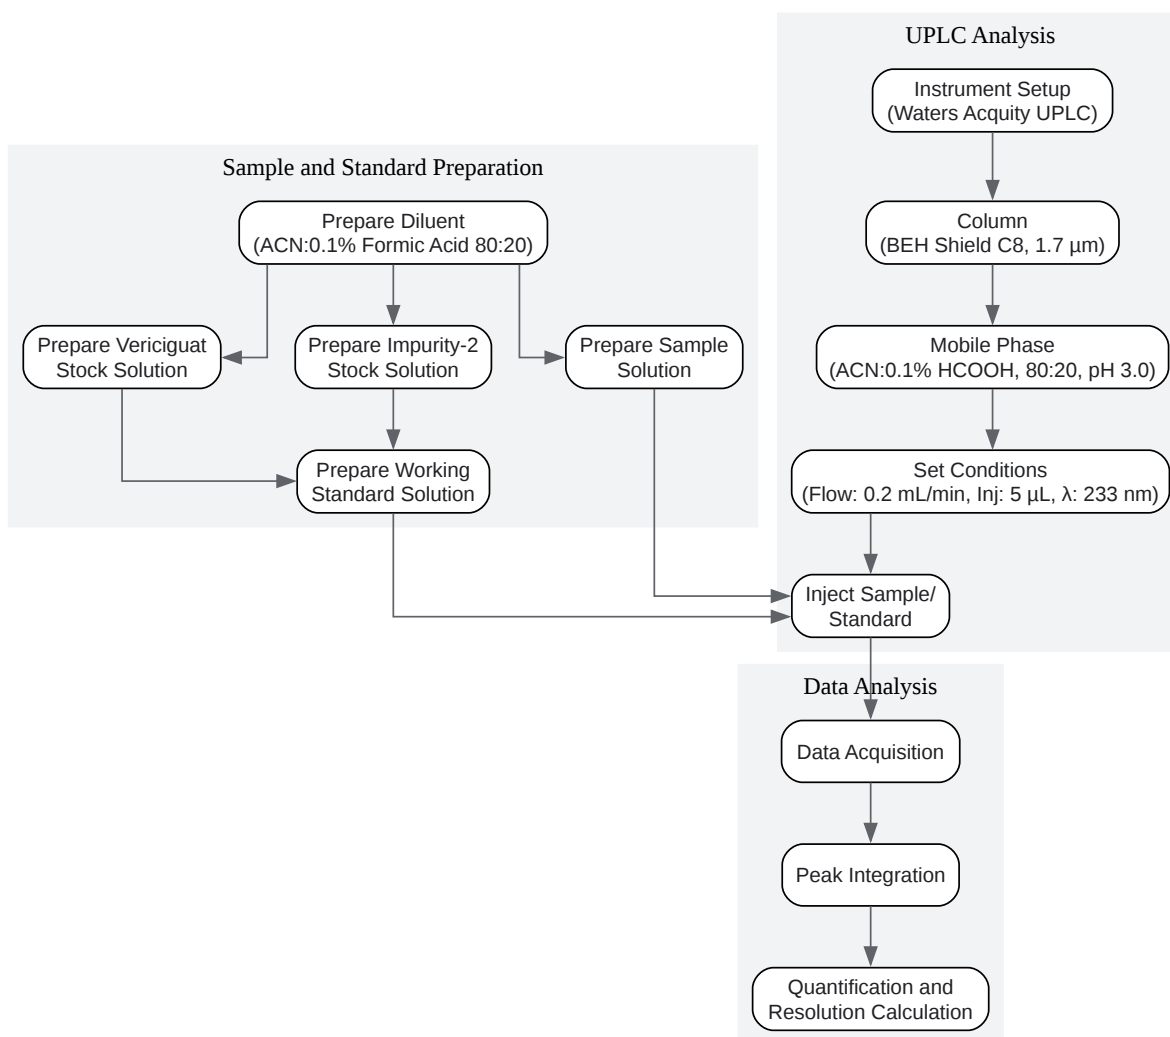 Sample and Standard Preparation
Prepare Diluent
(ACN:0.1% Formic Acid 80:20)
Prepare Vericiguat
Stock Solution
Prepare Impurity-2
Stock Solution
Prepare Sample
Solution
Prepare Working
Standard Solution
UPLC Analysis
Instrument Setup
(Waters Acquity UPLC)
Column
(BEH Shield C8, 1.7 µm)
Mobile Phase
(ACN:0.1% HCOOH, 80:20, pH 3.0)
Set Conditions
(Flow: 0.2 mL/min, Inj: 5 µL, λ: 233 nm)
Inject Sample/
Standard
Data Analysis
Data Acquisition
Peak Integration
Quantification and
Resolution Calculation